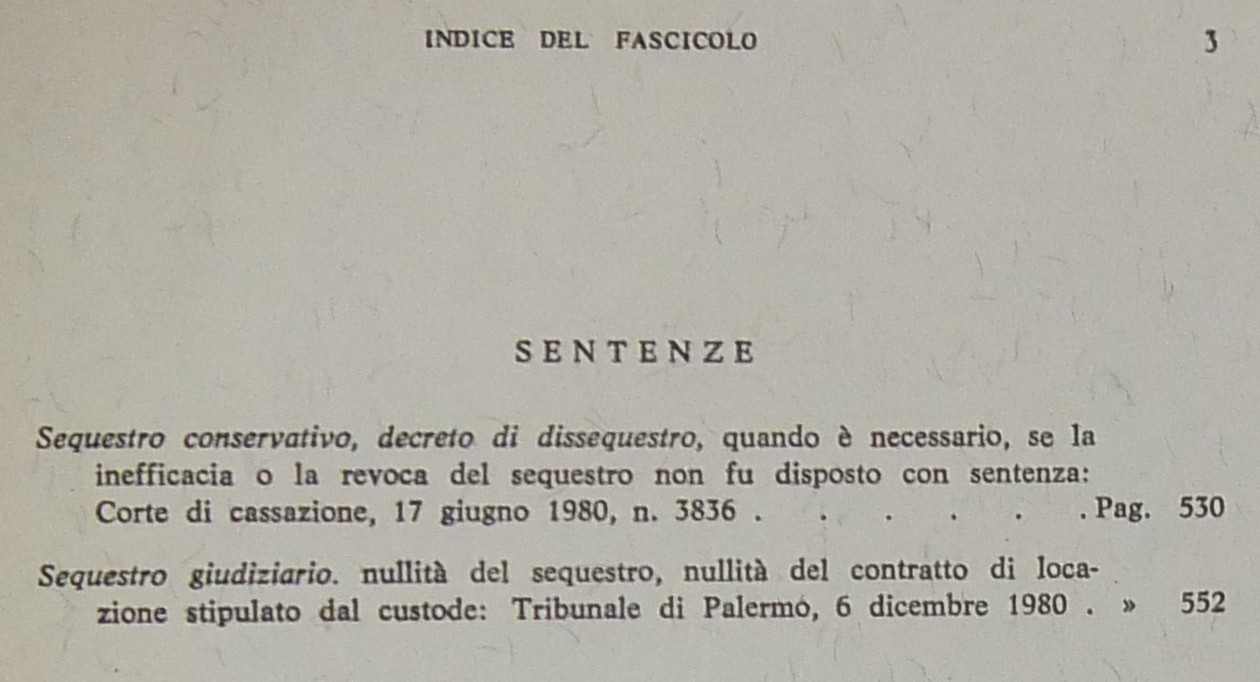 INDICE DEL FASCICOLO 3
SENTENZE
Sequestro conservativo, decreto di dissequestro, quando è necessario, se la
inefficacia o la revoca del sequestro non fu disposto con sentenza:
Corte di cassazione, 17 giugno 1980, n. 3836 . . . . . . Pag. 530
Sequestro giudiziario. nullità del sequestro, nullità del contratto di loca-
zione stipulato dal custode: Tribunale di Palermo, 6 dicembre 1980 . » 552